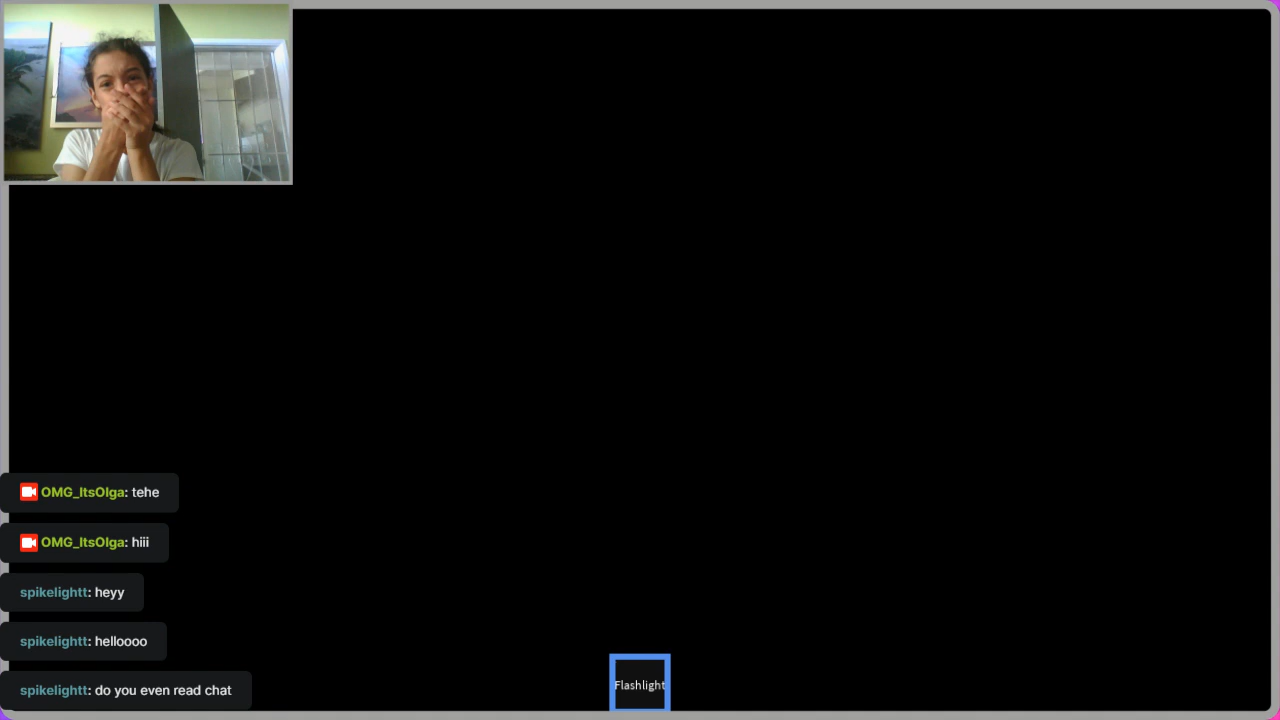 OMG_ItsOlga: tehe
OMG_ItsOlga: hiii
spikelightt: heyy
spikelightt: helloooo
spikelightt: do you even read chat
Flashlight